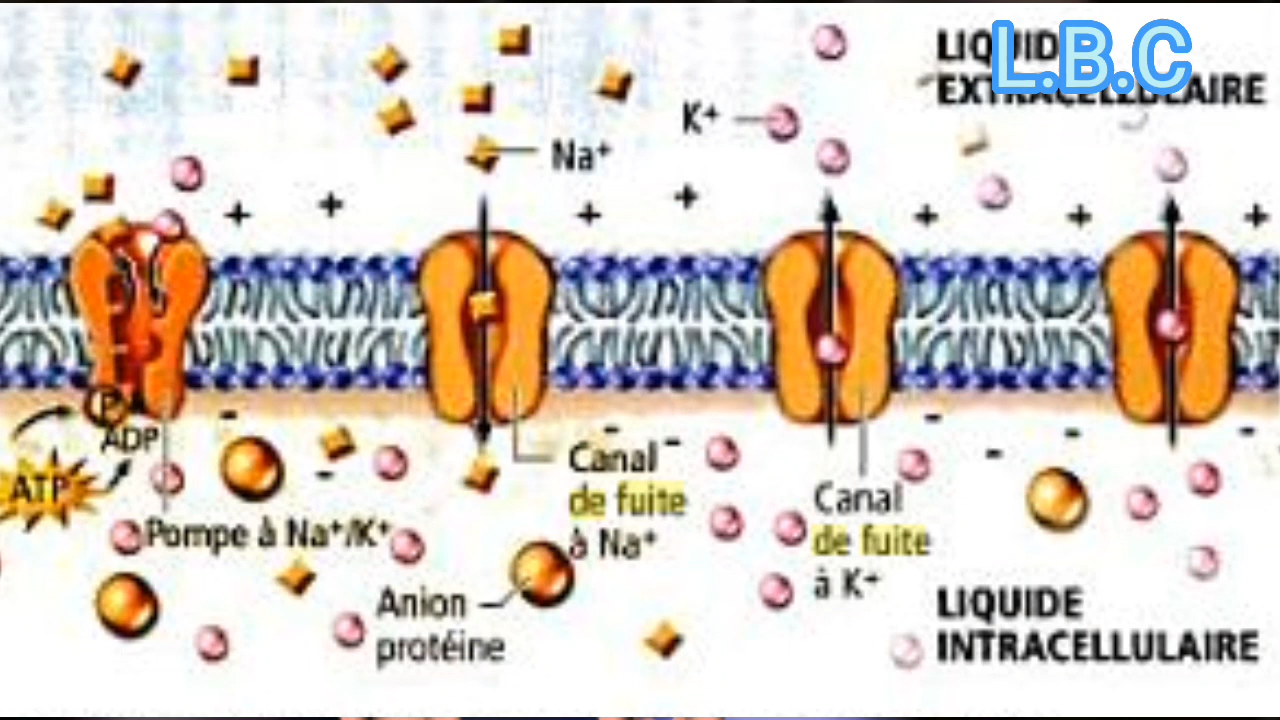 LIQUIDE
EXTRACELLULAIRE
L.B.C
K+
Na+
+ + + + + + +
P
ADP
ATP
- - - - - - - -
Canal
de fuite
à Na+
Canal
de fuite
à K+
Pompe à Na+/K+
Anion
protéine
LIQUIDE
INTRACELLULAIRE